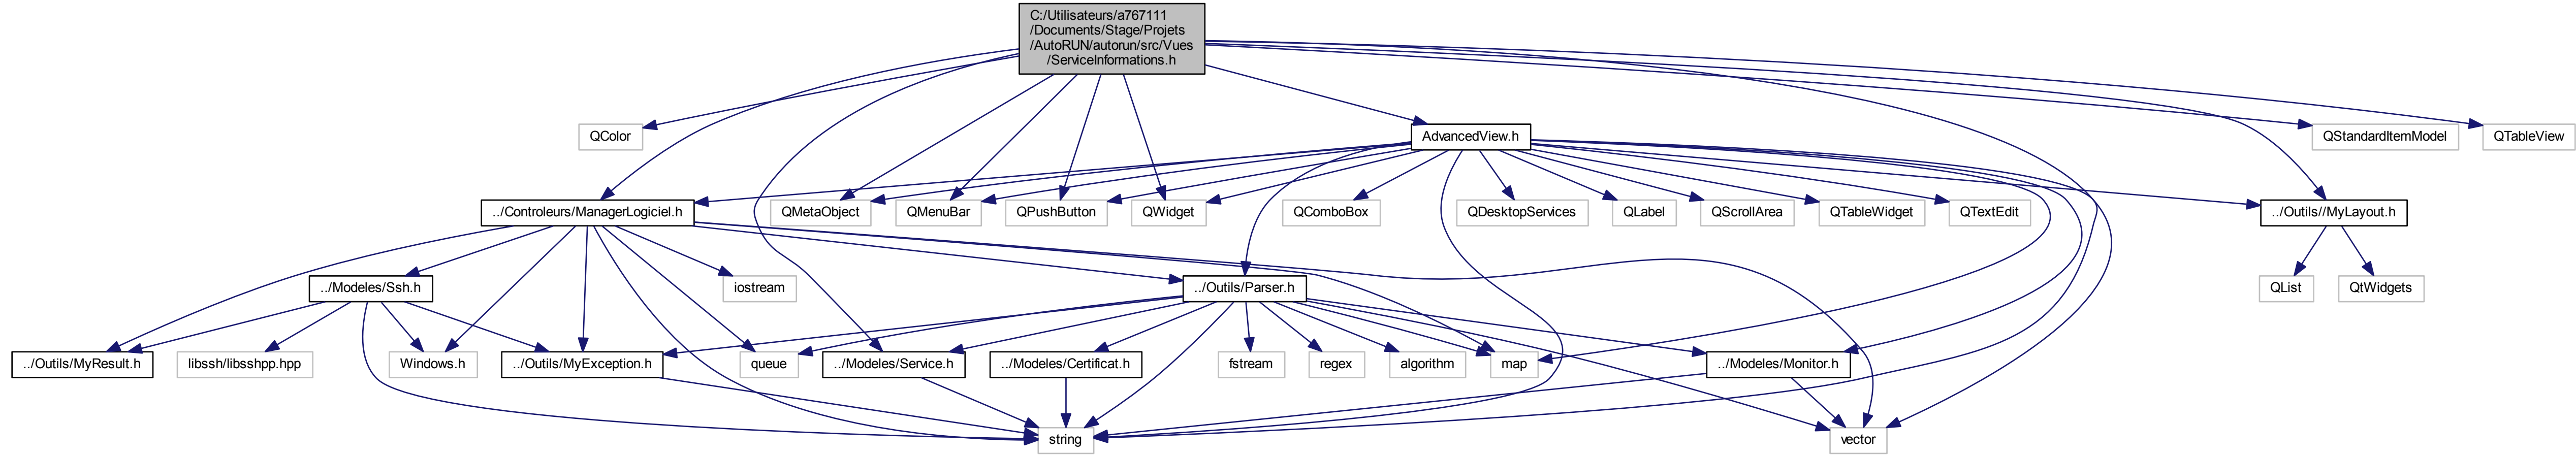 C:/Utilisateurs/a767111
/Documents/Stage/Projets
/AutoRUN/autorun/src/Vues
/ServiceInformations.h
QColor
AdvancedView.h
QStandardItemModel
QTableView
../Controleurs/ManagerLogiciel.h
QMetaObject
QMenuBar
QPushButton
QWidget
QComboBox
QDesktopServices
QLabel
QScrollArea
QTableWidget
QTextEdit
../Outils//MyLayout.h
../Modeles/Ssh.h
iostream
../Outils/Parser.h
QList
QtWidgets
../Outils/MyResult.h
libssh/libsshpp.hpp
Windows.h
../Outils/MyException.h
queue
../Modeles/Service.h
../Modeles/Certificat.h
fstream
regex
algorithm
map
../Modeles/Monitor.h
string
vector